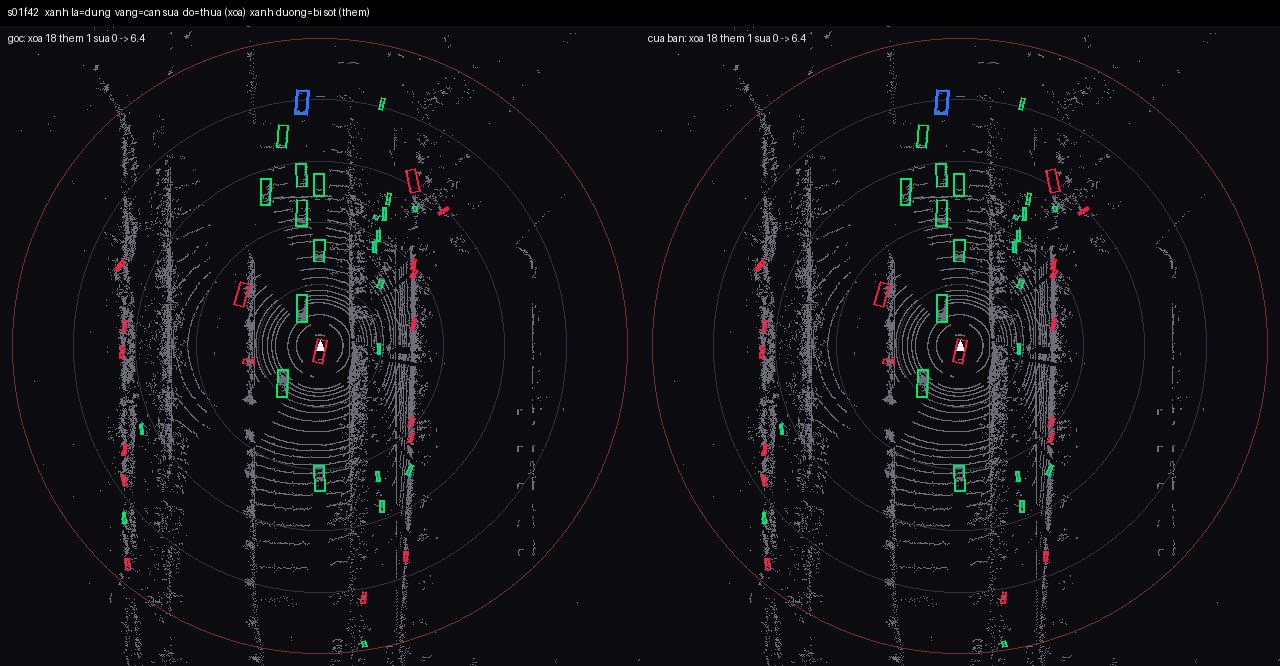 s01f42 xanh la=dung vang=can sua do=thua (xoa) xanh duong=bi sot (them)
goc: xoa 18 them 1 sua 0 -> 6.4
cua ban: xoa 18 them 1 sua 0 -> 6.4